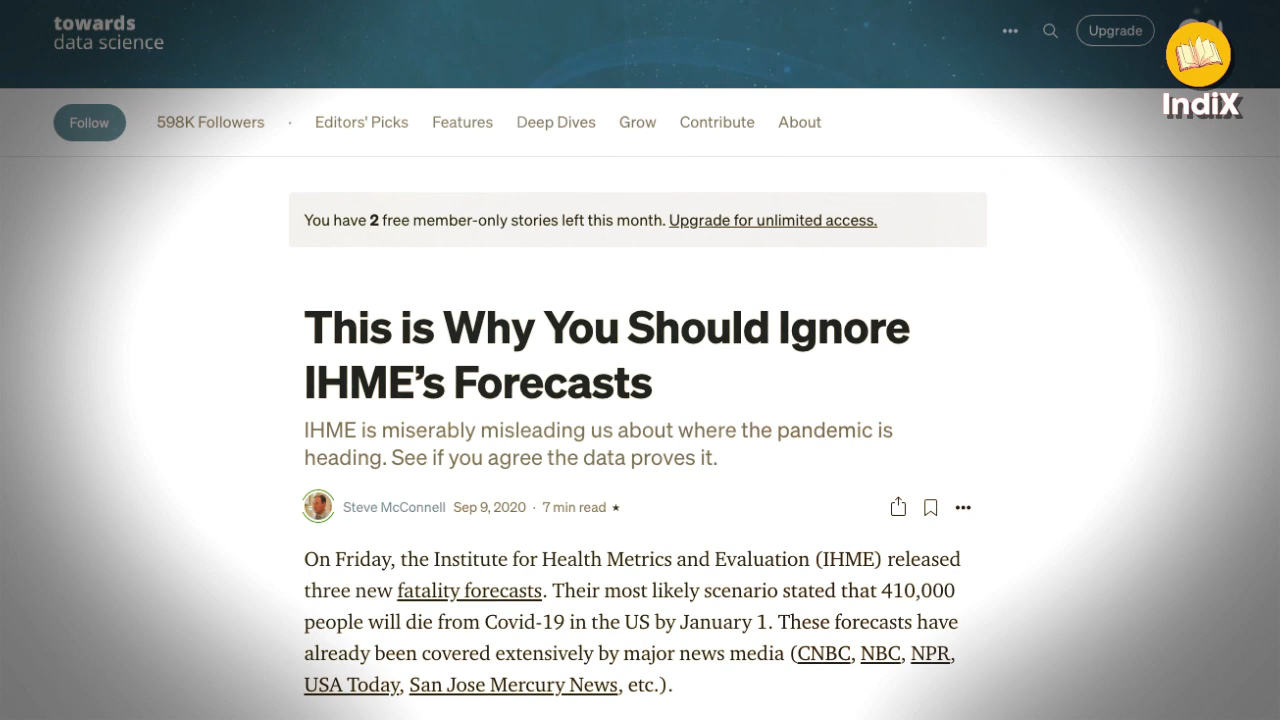 towards
data science
Upgrade
IndiX
Follow
598K Followers · Editors' Picks Features Deep Dives Grow Contribute About
You have 2 free member-only stories left this month. Upgrade for unlimited access.
This is Why You Should Ignore
IHME’s Forecasts
IHME is miserably misleading us about where the pandemic is
heading. See if you agree the data proves it.
Steve McConnell Sep 9, 2020 · 7 min read ★
On Friday, the Institute for Health Metrics and Evaluation (IHME) released
three new fatality forecasts. Their most likely scenario stated that 410,000
people will die from Covid-19 in the US by January 1. These forecasts have
already been covered extensively by major news media (CNBC, NBC, NPR,
USA Today, San Jose Mercury News, etc.).